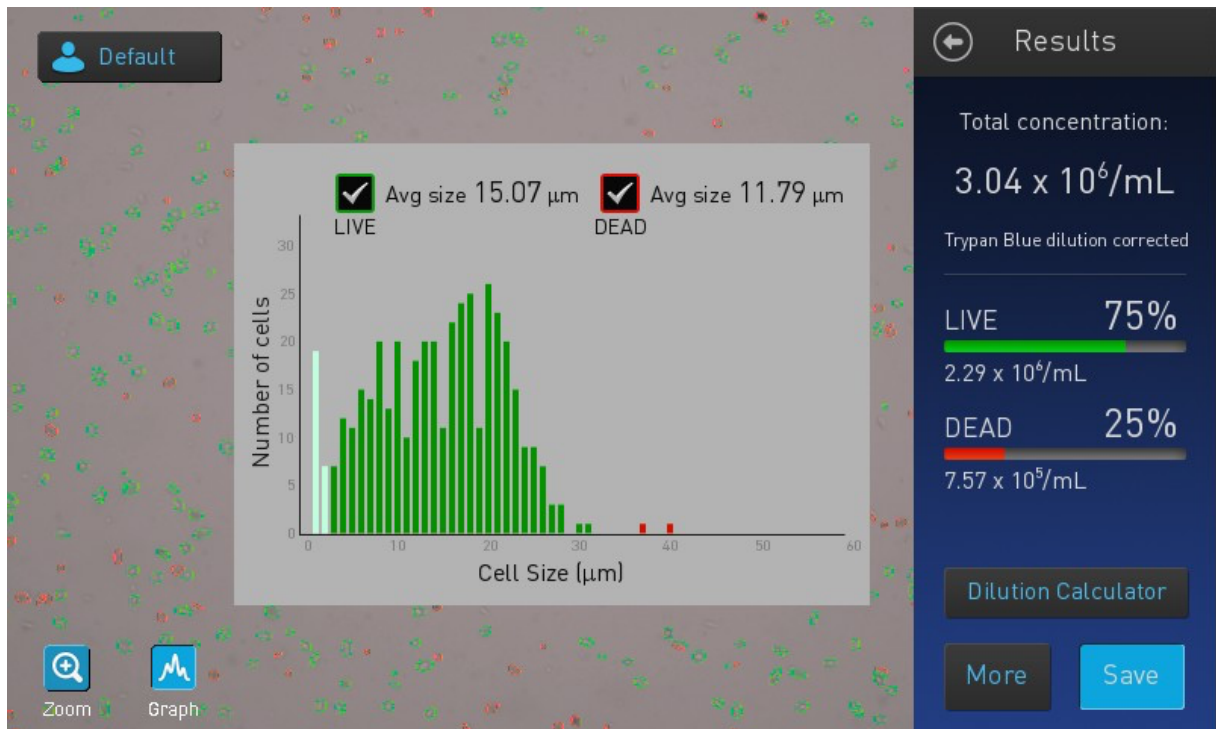 Default
Results
Total concentration:
3.04 x 10⁶/mL
Trypan Blue dilution corrected
LIVE 75%
2.29 x 10⁶/mL
DEAD 25%
7.57 x 10⁵/mL
Dilution Calculator
More Save
Avg size 15.07 μm Avg size 11.79 μm
LIVE DEAD
Number of cells
30
25
20
15
10
5
0
0 10 20 30 40 50 60
Cell Size (μm)
Zoom Graph